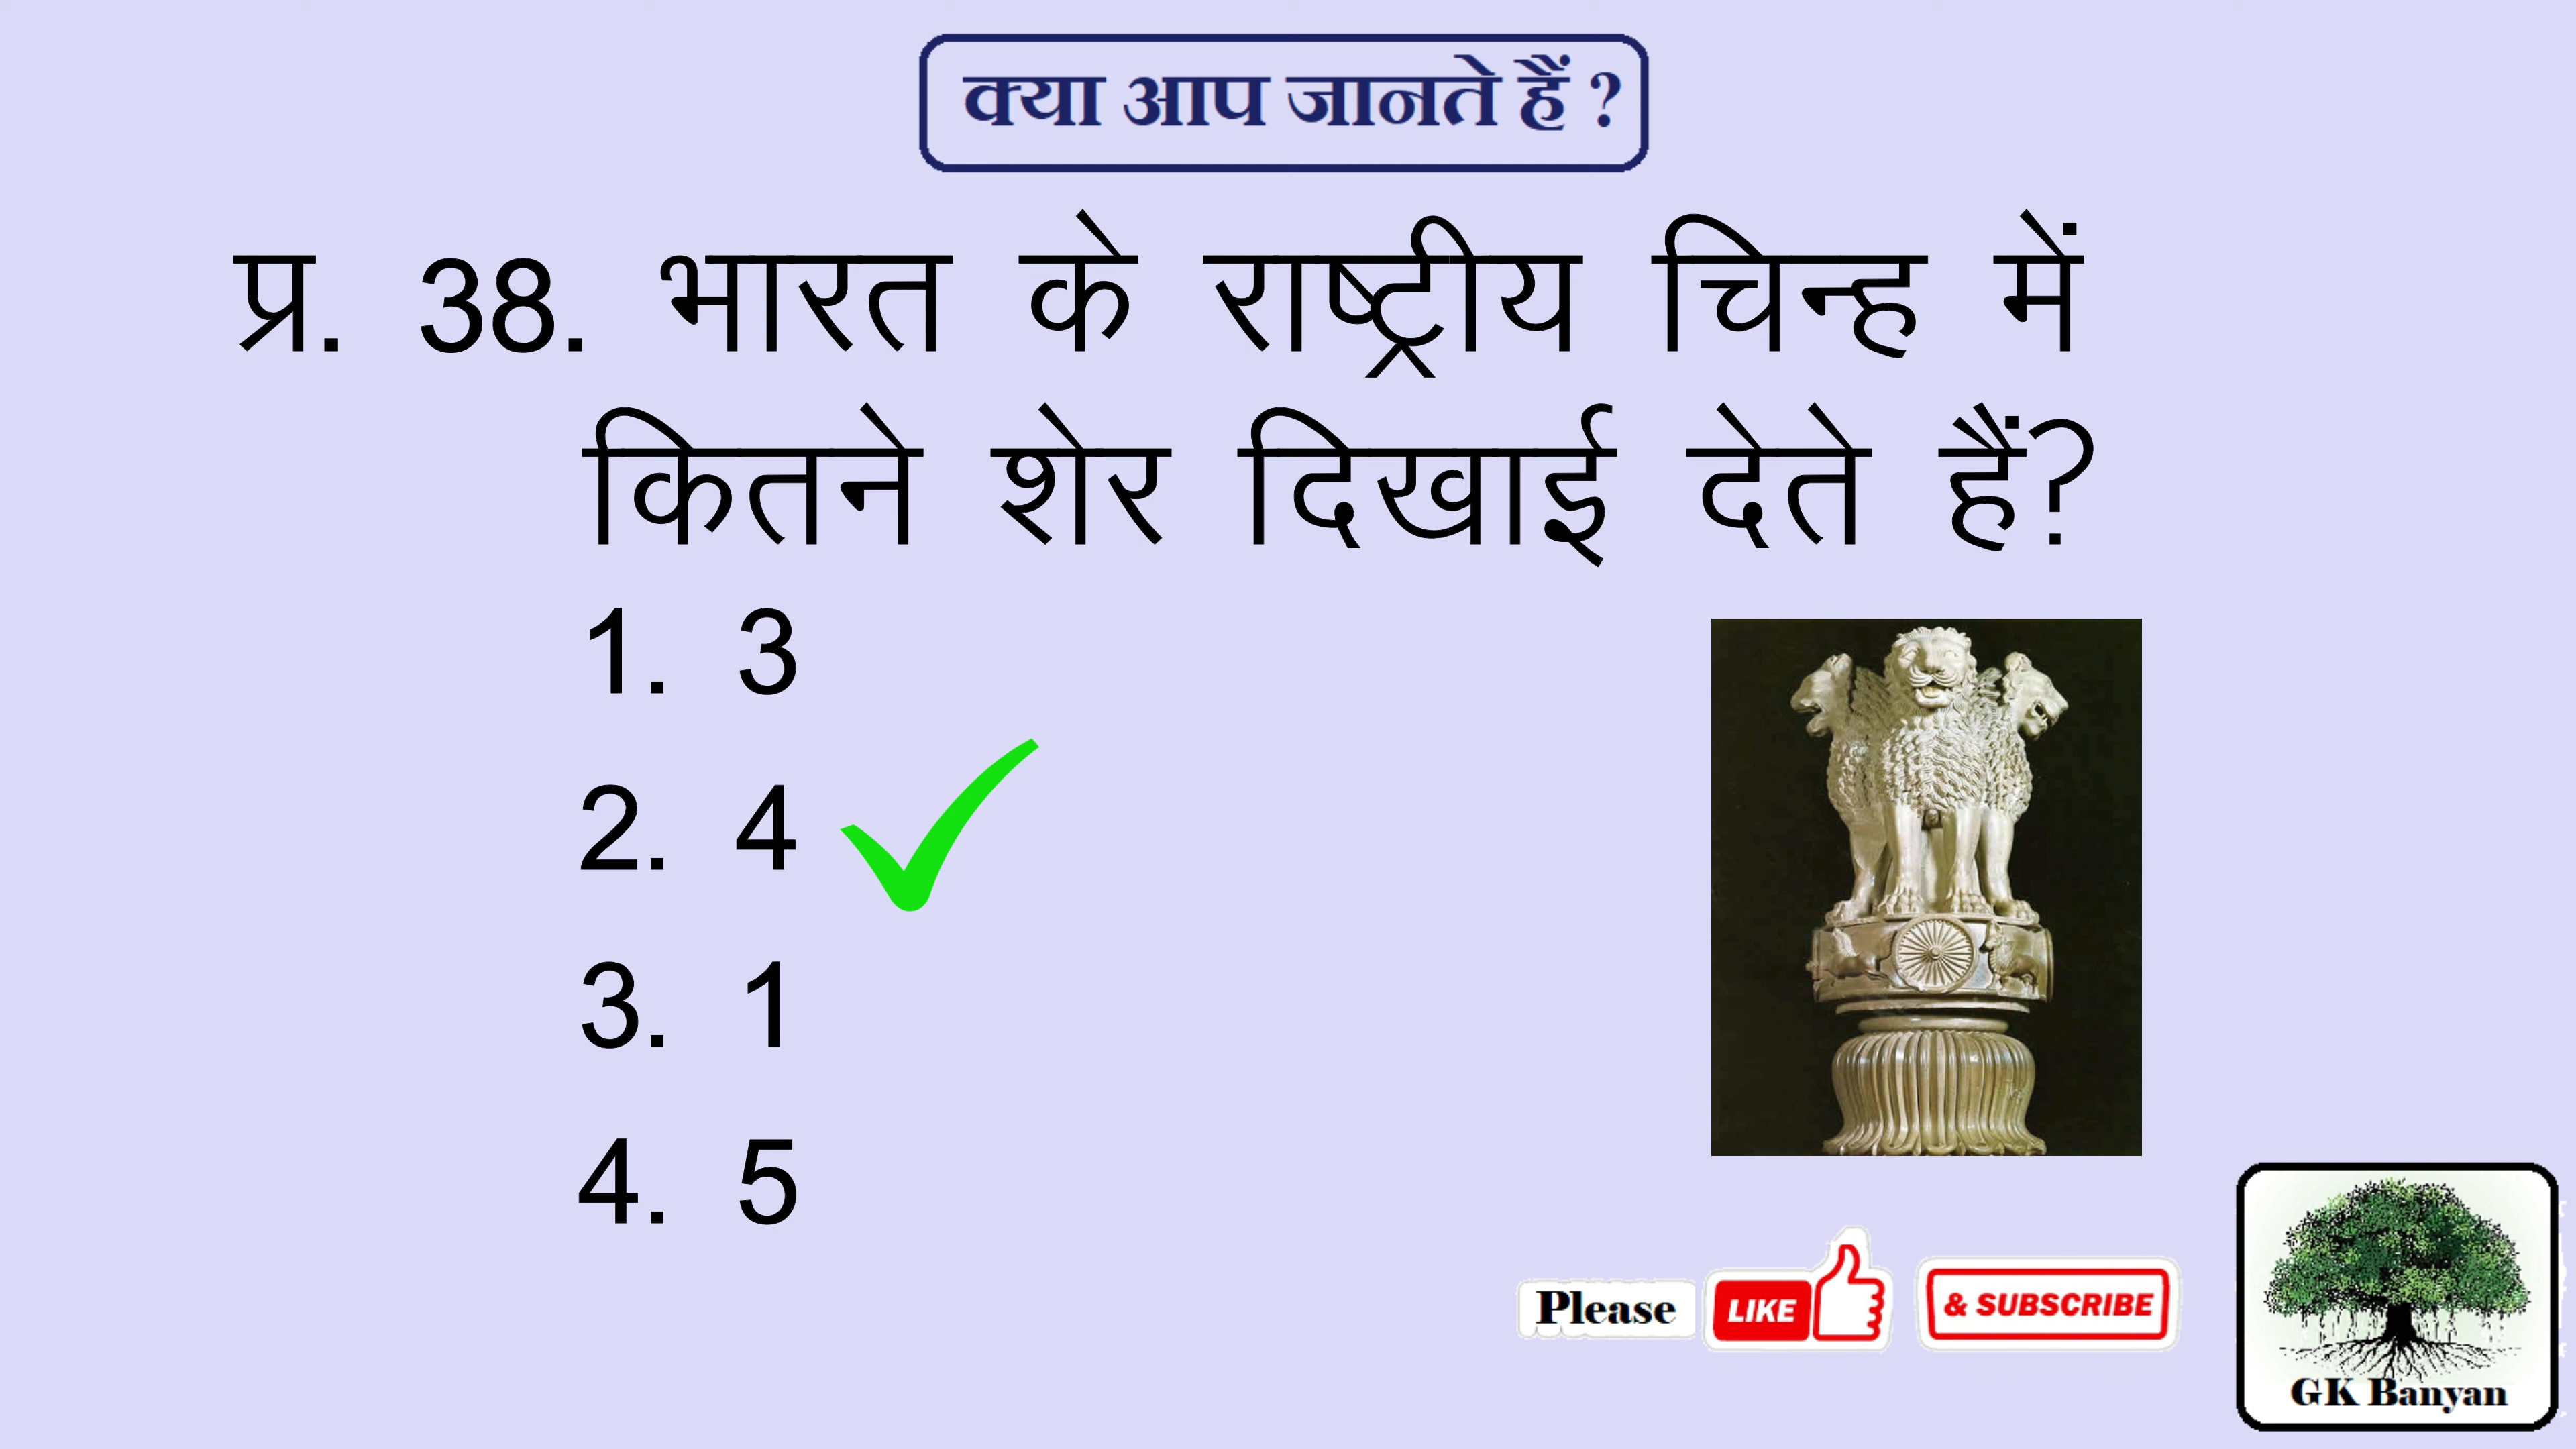 क्या आप जानते हैं ?
प्र. 38. भारत के राष्ट्रीय चिन्ह में
कितने शेर दिखाई देते हैं?
1. 3
2. 4
3. 1
4. 5
Please LIKE & SUBSCRIBE
GK Banyan